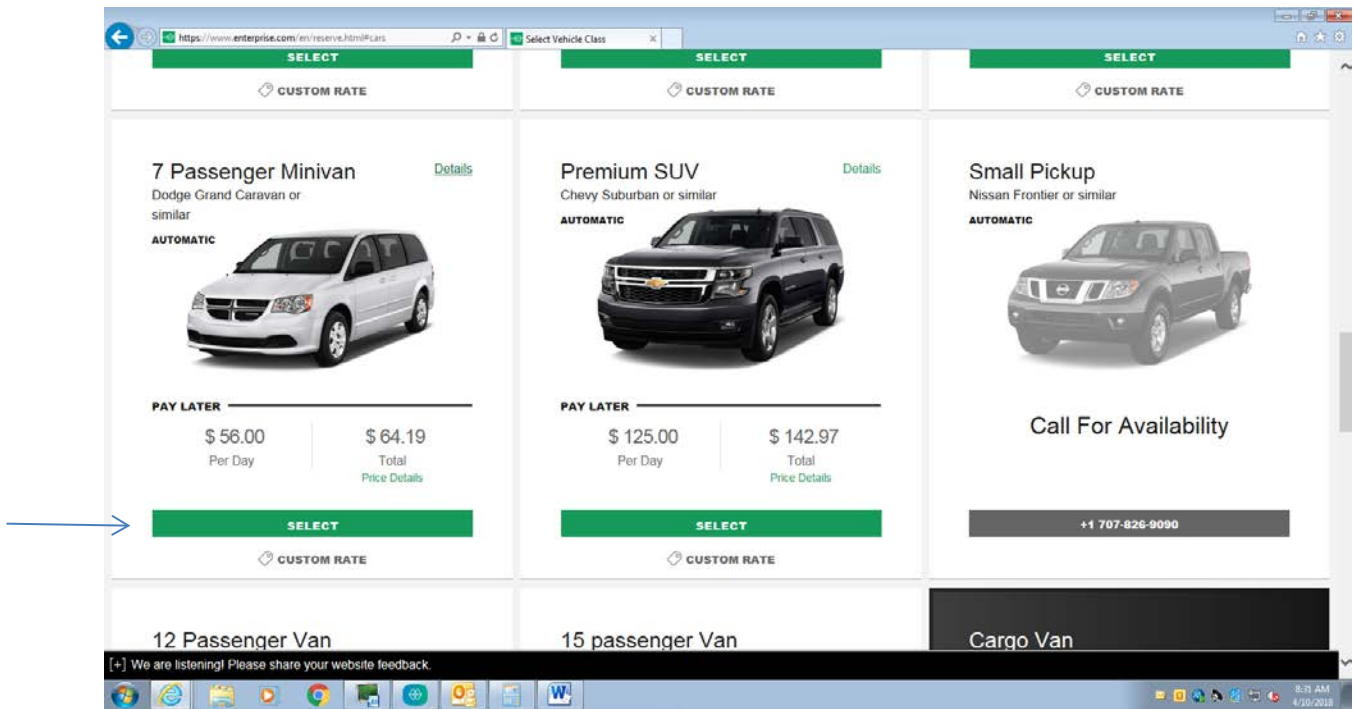 https://www.enterprise.com/en/reserve.html#cars
Select Vehicle Class
SELECT
SELECT
SELECT
CUSTOM RATE
CUSTOM RATE
CUSTOM RATE
7 Passenger Minivan
Details
Dodge Grand Caravan or
similar
AUTOMATIC
PAY LATER
$ 56.00
$ 64.19
Per Day
Total
Price Details
SELECT
CUSTOM RATE
Premium SUV
Details
Chevy Suburban or similar
AUTOMATIC
PAY LATER
$ 125.00
$ 142.97
Per Day
Total
Price Details
SELECT
CUSTOM RATE
Small Pickup
Nissan Frontier or similar
AUTOMATIC
Call For Availability
+1 707-826-9090
12 Passenger Van
15 passenger Van
Cargo Van
[+] We are listening! Please share your website feedback.
8:31 AM
4/10/2018